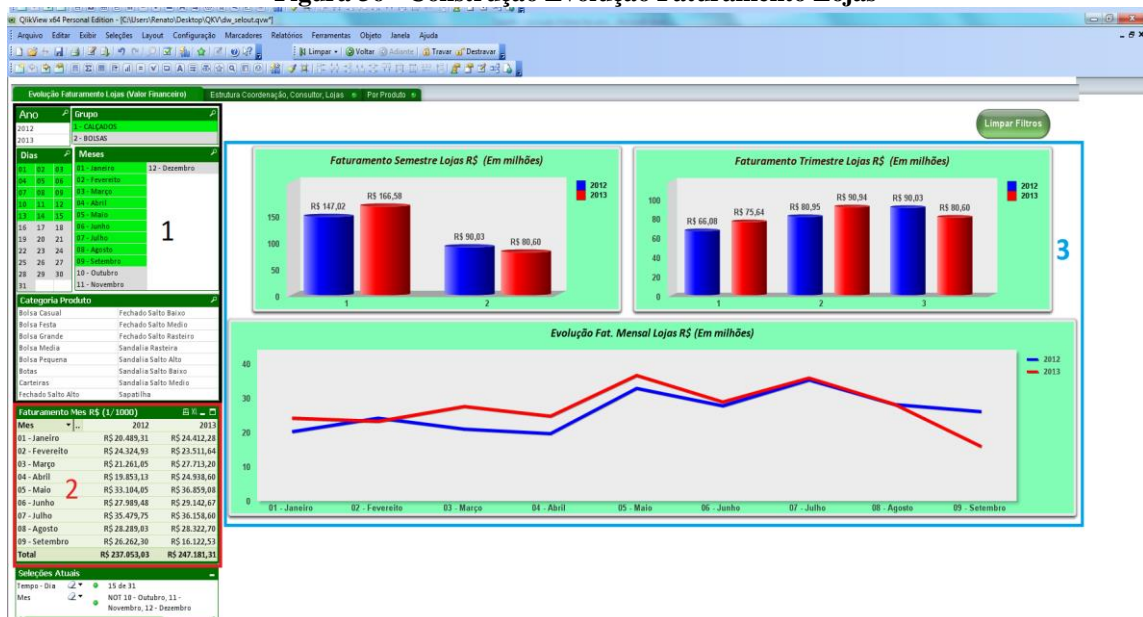 Figura 50 - Construção Evolução Faturamento Lojas
QlikView x64 Personal Edition - [C:\Users\Renato\Desktop\QKV\dw_selout.qvw*]
Arquivo Editar Exibir Seleções Layout Configuração Marcadores Relatórios Ferramentas Objeto Janela Ajuda
Limpar Voltar Adiante Travar Destravar
Evolução Faturamento Lojas (Valor Financeiro) Estrutura Coordenação, Consultor, Lojas Por Produto
Limpar Filtros
Ano
2012
2013
Grupo
1 - CALÇADOS
2 - BOLSAS
Dias
01 02 03
04 05 06
07 08 09
10 11 12
13 14 15
16 17 18
19 20 21
22 23 24
25 26 27
28 29 30
31
Meses
01 - Janeiro 12 - Dezembro
02 - Fevereiro
03 - Março
04 - Abril
05 - Maio
06 - Junho
07 - Julho
08 - Agosto
09 - Setembro
10 - Outubro
11 - Novembro
1
Categoria Produto
Bolsa Casual Fechado Salto Baixo
Bolsa Festa Fechado Salto Medio
Bolsa Grande Fechado Salto Rasteiro
Bolsa Media Sandalia Rasteira
Bolsa Pequena Sandalia Salto Alto
Botas Sandalia Salto Baixo
Carteiras Sandalia Salto Medio
Fechado Salto Alto Sapatilha
Faturamento Mes R$ (1/1000)
Mes .. 2012 2013
01 - Janeiro R$ 20.489,31 R$ 24.412,28
02 - Fevereiro R$ 24.324,93 R$ 23.511,64
03 - Março R$ 21.261,05 R$ 27.713,20
04 - Abril R$ 19.853,13 R$ 24.938,60
05 - Maio R$ 33.104,05 R$ 36.859,08
06 - Junho R$ 27.989,48 R$ 29.142,67
07 - Julho R$ 35.479,75 R$ 36.158,60
08 - Agosto R$ 28.289,03 R$ 28.322,70
09 - Setembro R$ 26.262,30 R$ 16.122,53
Total R$ 237.053,03 R$ 247.181,31
2
Seleções Atuais
Tempo - Dia 15 de 31
Mes NOT 10 - Outubro, 11 -
Novembro, 12 - Dezembro
Faturamento Semestre Lojas R$ (Em milhões)
2012
2013
R$ 147,02 R$ 166,58 R$ 90,03 R$ 80,60
150
100
50
0
1 2
Faturamento Trimestre Lojas R$ (Em milhões)
2012
2013
R$ 66,08 R$ 75,64 R$ 80,95 R$ 90,94 R$ 90,03 R$ 80,60
100
80
60
40
20
0
1 2 3
3
Evolução Fat. Mensal Lojas R$ (Em milhões)
2012
2013
40
30
20
10
0
01 - Janeiro 02 - Fevereiro 03 - Março 04 - Abril 05 - Maio 06 - Junho 07 - Julho 08 - Agosto 09 - Setembro